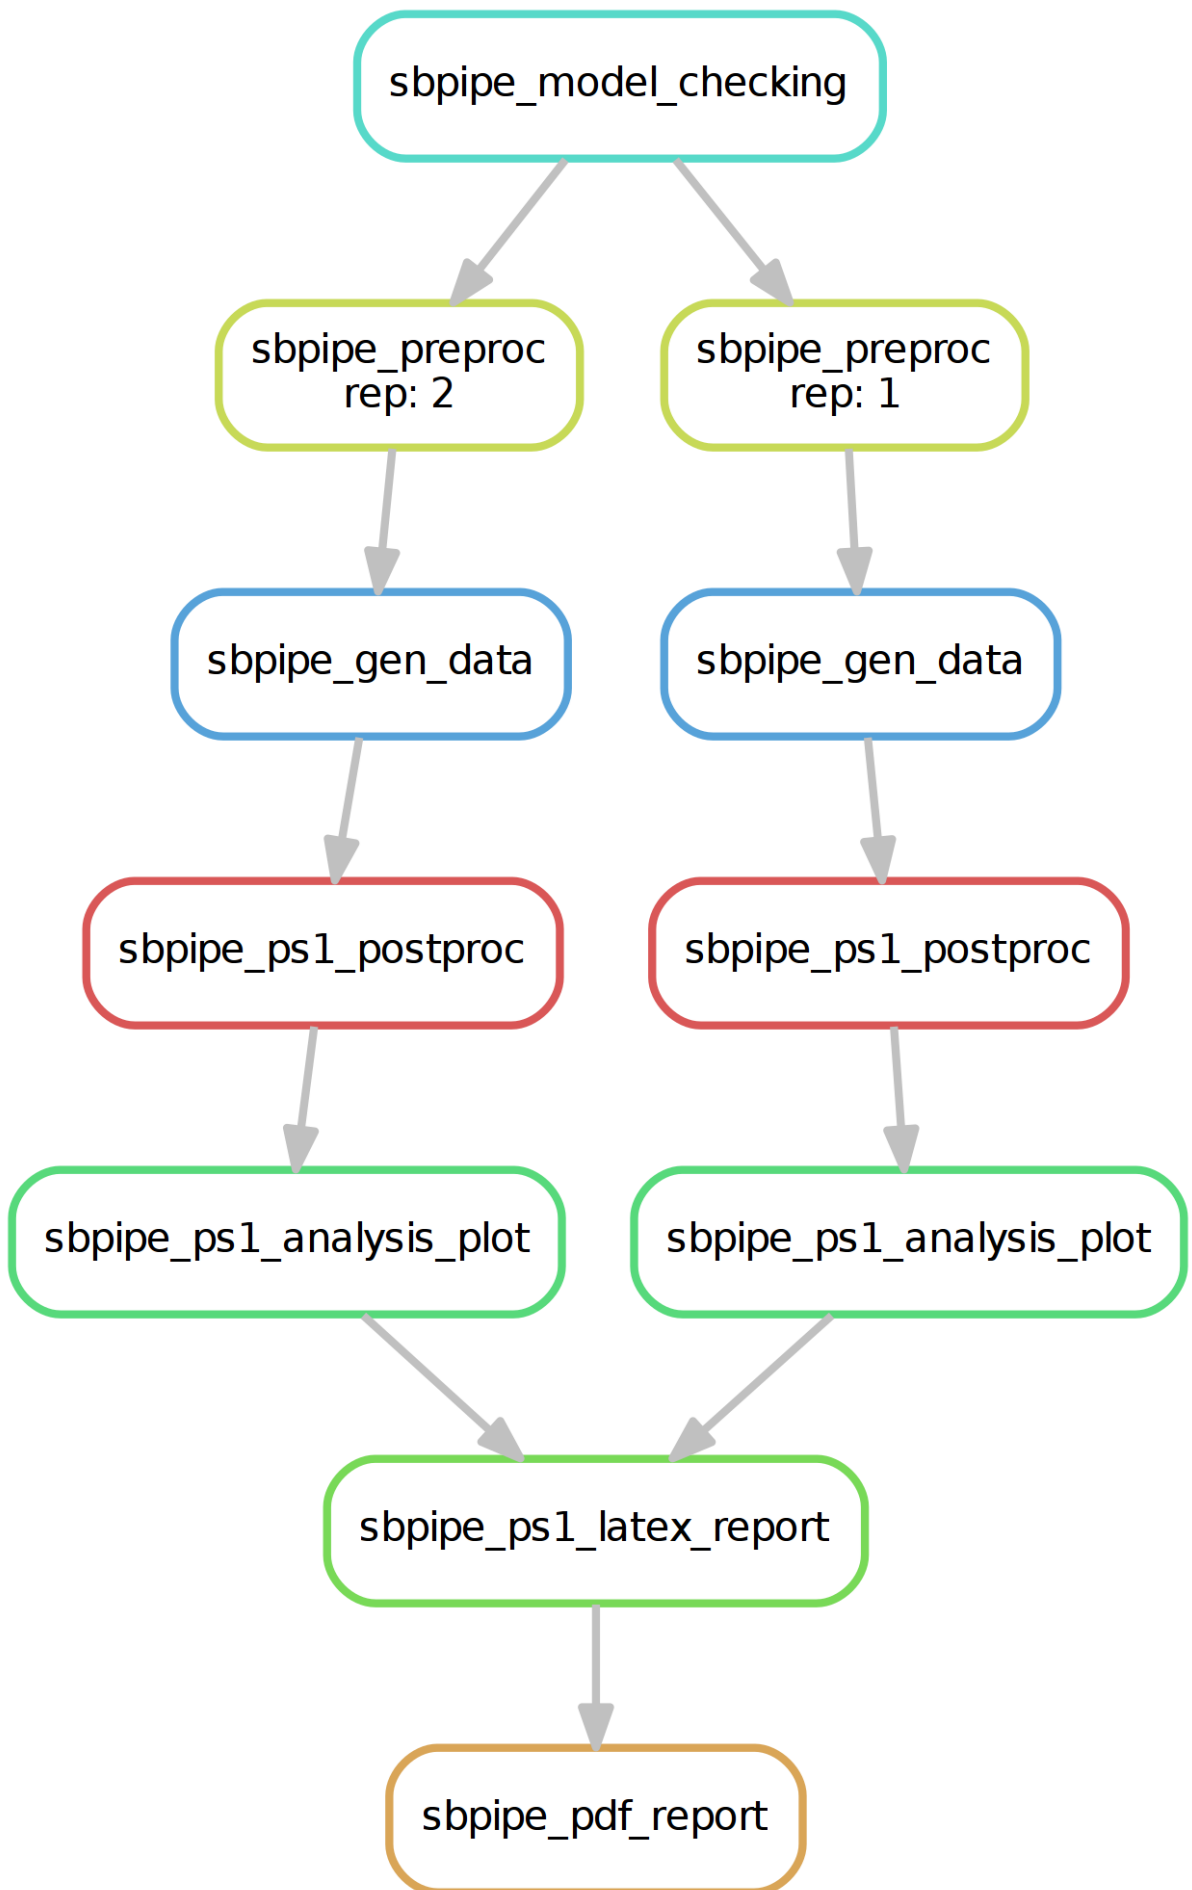 sbpipe_model_checking
sbpipe_preproc
rep: 2
sbpipe_preproc
rep: 1
sbpipe_gen_data
sbpipe_gen_data
sbpipe_ps1_postproc
sbpipe_ps1_postproc
sbpipe_ps1_analysis_plot
sbpipe_ps1_analysis_plot
sbpipe_ps1_latex_report
sbpipe_pdf_report